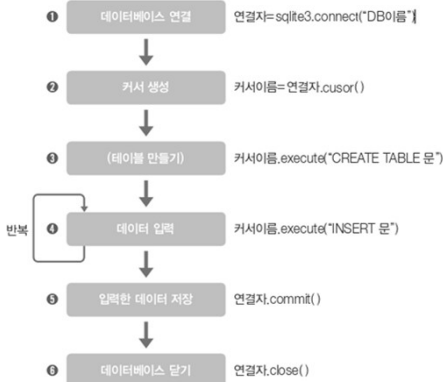 ❶ 데이터베이스 연결 연결자=sqlite3.connect("DB이름")
❷ 커서 생성 커서이름=연결자.cusor()
❸ (테이블 만들기) 커서이름.execute("CREATE TABLE 문")
반복 ❹ 데이터 입력 커서이름.execute("INSERT 문")
❺ 입력한 데이터 저장 연결자.commit()
❻ 데이터베이스 닫기 연결자.close()